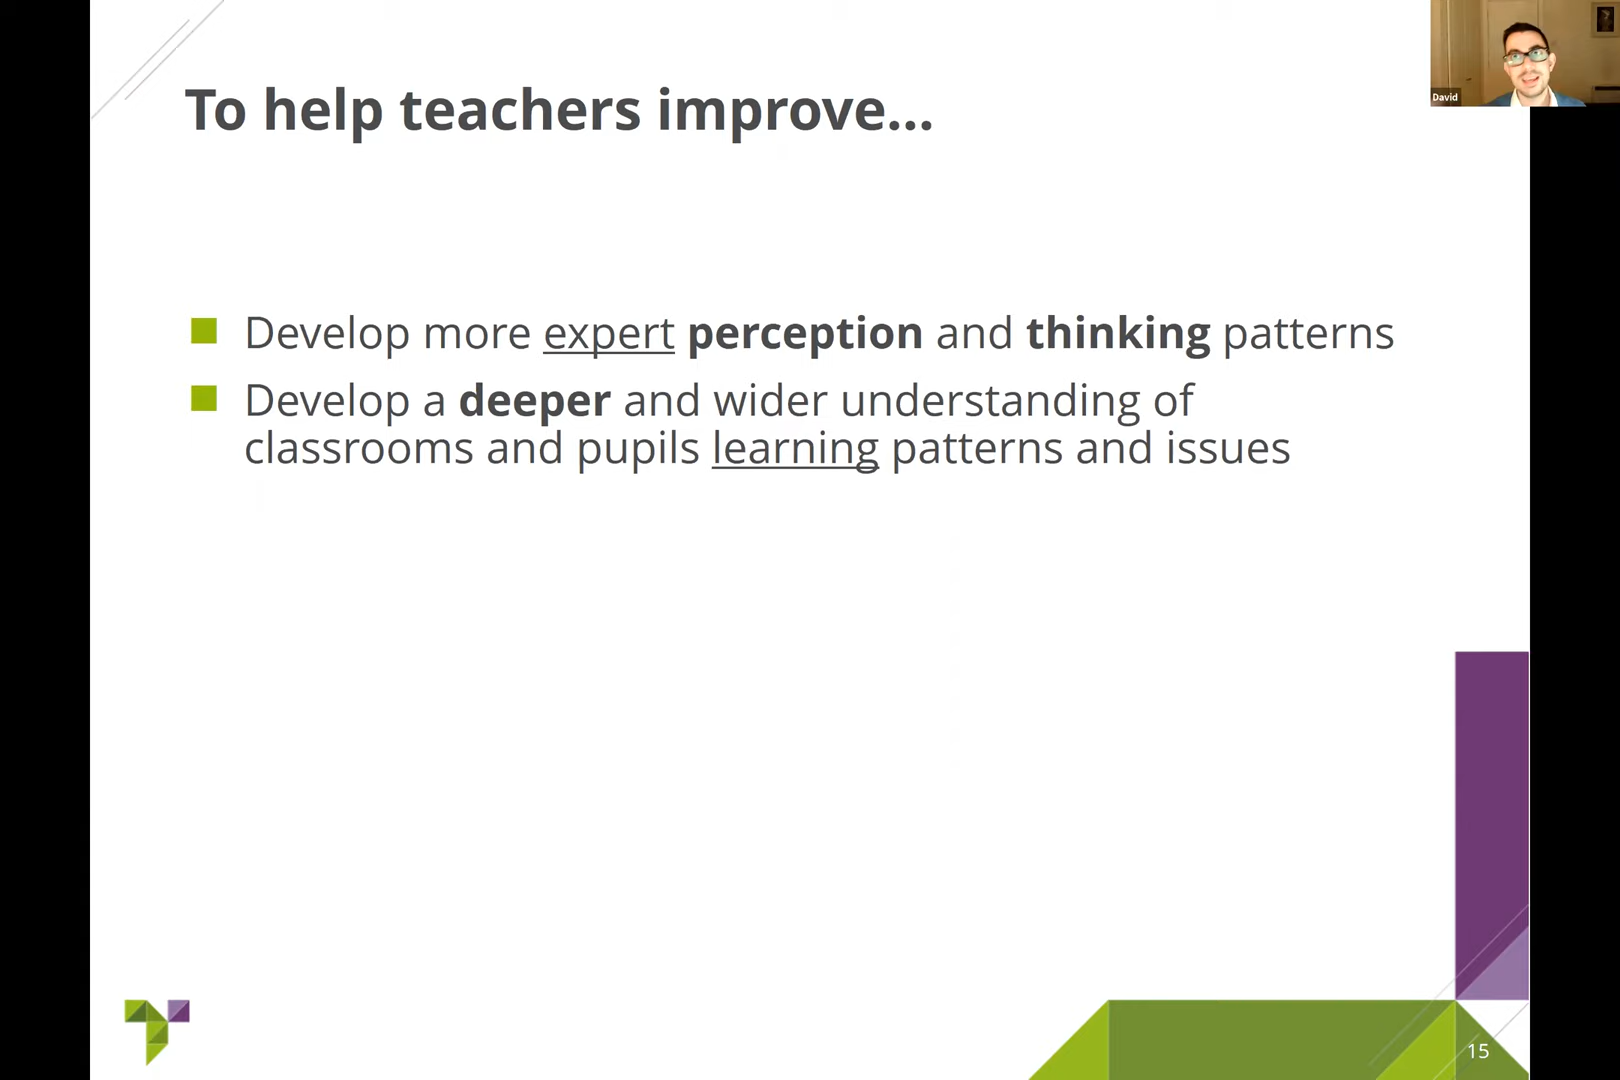 David
To help teachers improve...
Develop more expert perception and thinking patterns
Develop a deeper and wider understanding of
classrooms and pupils learning patterns and issues
15